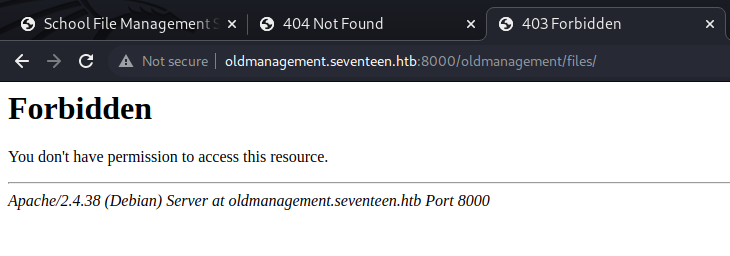 School File Management S
404 Not Found
403 Forbidden
Not secure
oldmanagement.seventeen.htb:8000/oldmanagement/files/
Forbidden
You don't have permission to access this resource.
Apache/2.4.38 (Debian) Server at oldmanagement.seventeen.htb Port 8000